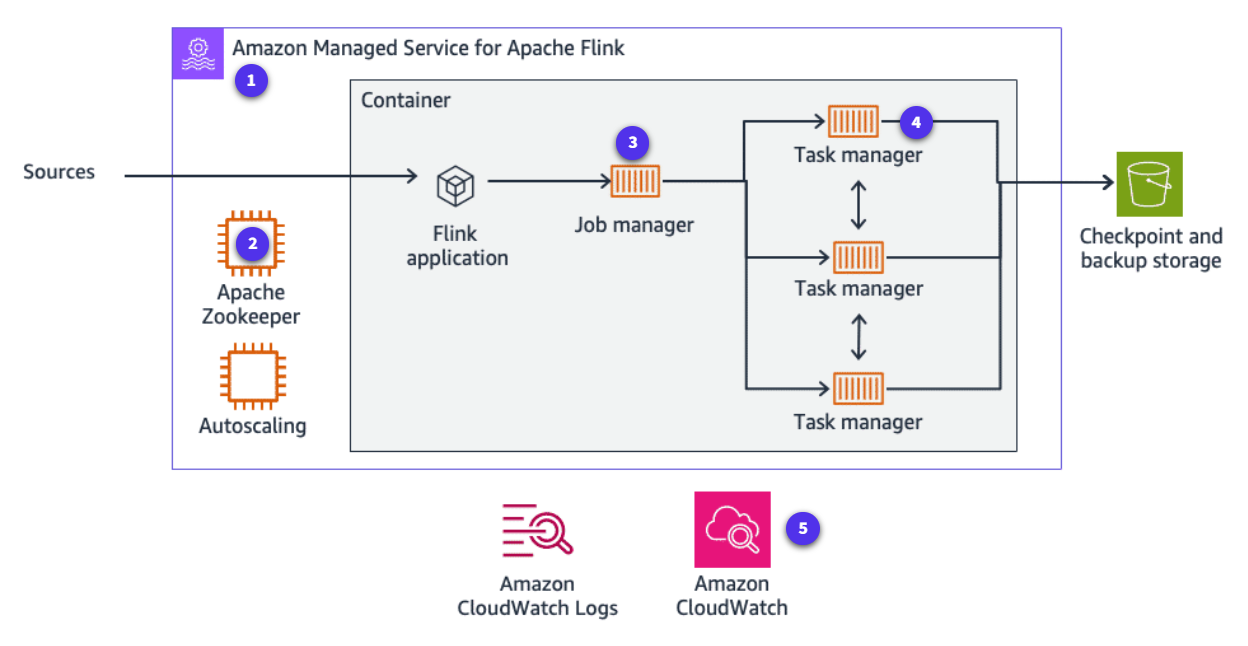 Amazon Managed Service for Apache Flink
1
Container
Sources
Flink
application
3
Job manager
4
Task manager
Task manager
Task manager
Checkpoint and
backup storage
2
Apache
Zookeeper
Autoscaling
Amazon
CloudWatch Logs
5
Amazon
CloudWatch